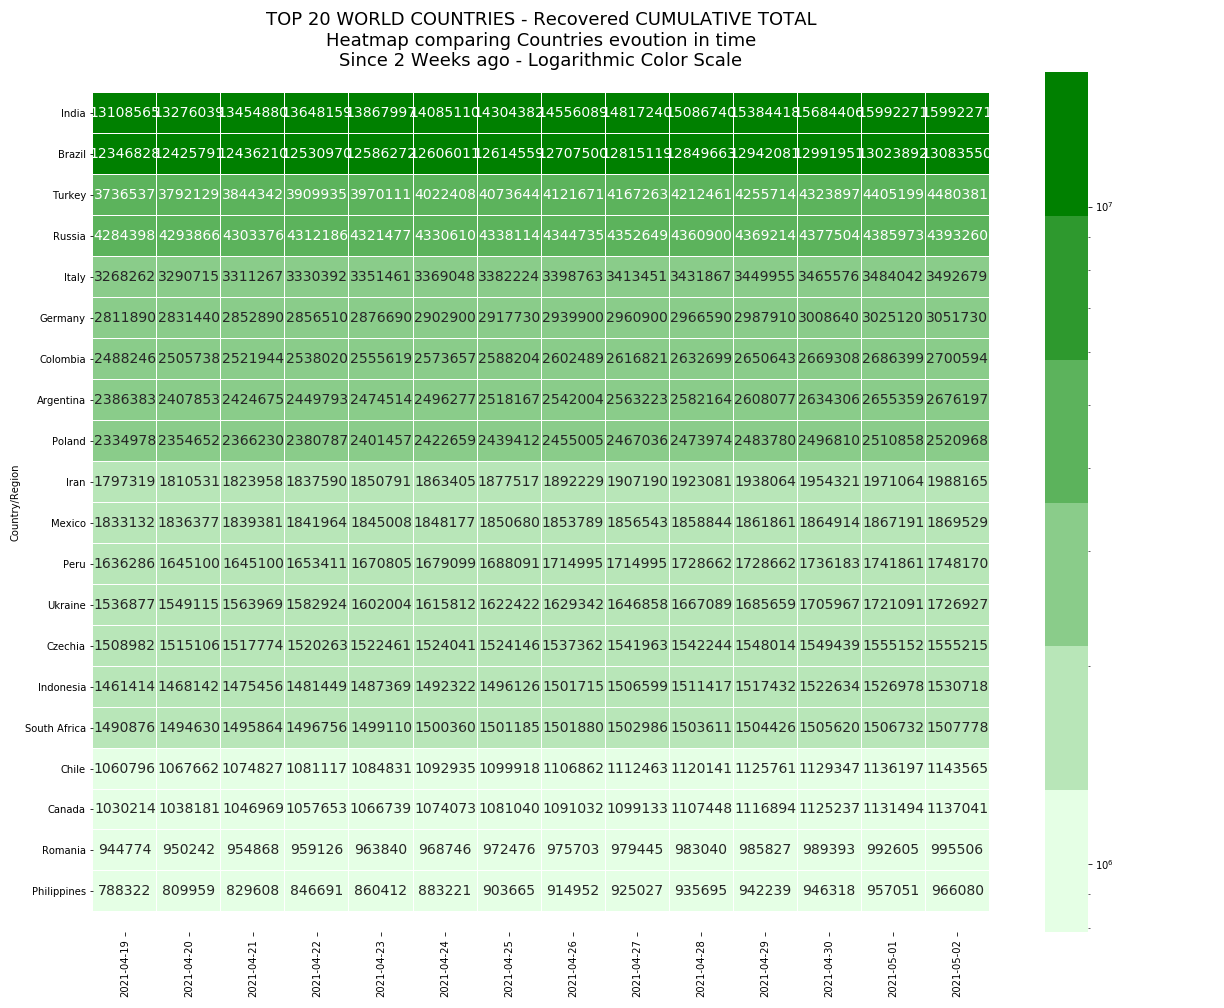 TOP 20 WORLD COUNTRIES - Recovered CUMULATIVE TOTAL
Heatmap comparing Countries evoution in time
Since 2 Weeks ago - Logarithmic Color Scale
India 13108565 13276039 13454880 13648159 13867997 14085110 14304382 14556089 14817240 15086740 15384418 15684406 15992271 15992271
Brazil 12346828 12425791 12436210 12530970 12586272 12606011 12614559 12707500 12815119 12849663 12942081 12991951 13023892 13083550
10⁷
Turkey 3736537 3792129 3844342 3909935 3970111 4022408 4073644 4121671 4167263 4212461 4255714 4323897 4405199 4480381
Russia 4284398 4293866 4303376 4312186 4321477 4330610 4338114 4344735 4352649 4360900 4369214 4377504 4385973 4393260
Italy 3268262 3290715 3311267 3330392 3351461 3369048 3382224 3398763 3413451 3431867 3449955 3465576 3484042 3492679
Germany 2811890 2831440 2852890 2856510 2876690 2902900 2917730 2939900 2960900 2966590 2987910 3008640 3025120 3051730
Colombia 2488246 2505738 2521944 2538020 2555619 2573657 2588204 2602489 2616821 2632699 2650643 2669308 2686399 2700594
Argentina 2386383 2407853 2424675 2449793 2474514 2496277 2518167 2542004 2563223 2582164 2608077 2634306 2655359 2676197
Poland 2334978 2354652 2366230 2380787 2401457 2422659 2439412 2455005 2467036 2473974 2483780 2496810 2510858 2520968
Country/Region
Iran 1797319 1810531 1823958 1837590 1850791 1863405 1877517 1892229 1907190 1923081 1938064 1954321 1971064 1988165
Mexico 1833132 1836377 1839381 1841964 1845008 1848177 1850680 1853789 1856543 1858844 1861861 1864914 1867191 1869529
Peru 1636286 1645100 1645100 1653411 1670805 1679099 1688091 1714995 1714995 1728662 1728662 1736183 1741861 1748170
Ukraine 1536877 1549115 1563969 1582924 1602004 1615812 1622422 1629342 1646858 1667089 1685659 1705967 1721091 1726927
Czechia 1508982 1515106 1517774 1520263 1522461 1524041 1524146 1537362 1541963 1542244 1548014 1549439 1555152 1555215
Indonesia 1461414 1468142 1475456 1481449 1487369 1492322 1496126 1501715 1506599 1511417 1517432 1522634 1526978 1530718
South Africa 1490876 1494630 1495864 1496756 1499110 1500360 1501185 1501880 1502986 1503611 1504426 1505620 1506732 1507778
Chile 1060796 1067662 1074827 1081117 1084831 1092935 1099918 1106862 1112463 1120141 1125761 1129347 1136197 1143565
Canada 1030214 1038181 1046969 1057653 1066739 1074073 1081040 1091032 1099133 1107448 1116894 1125237 1131494 1137041
Romania 944774 950242 954868 959126 963840 968746 972476 975703 979445 983040 985827 989393 992605 995506
10⁶
Philippines 788322 809959 829608 846691 860412 883221 903665 914952 925027 935695 942239 946318 957051 966080
2021-04-19 2021-04-20 2021-04-21 2021-04-22 2021-04-23 2021-04-24 2021-04-25 2021-04-26 2021-04-27 2021-04-28 2021-04-29 2021-04-30 2021-05-01 2021-05-02